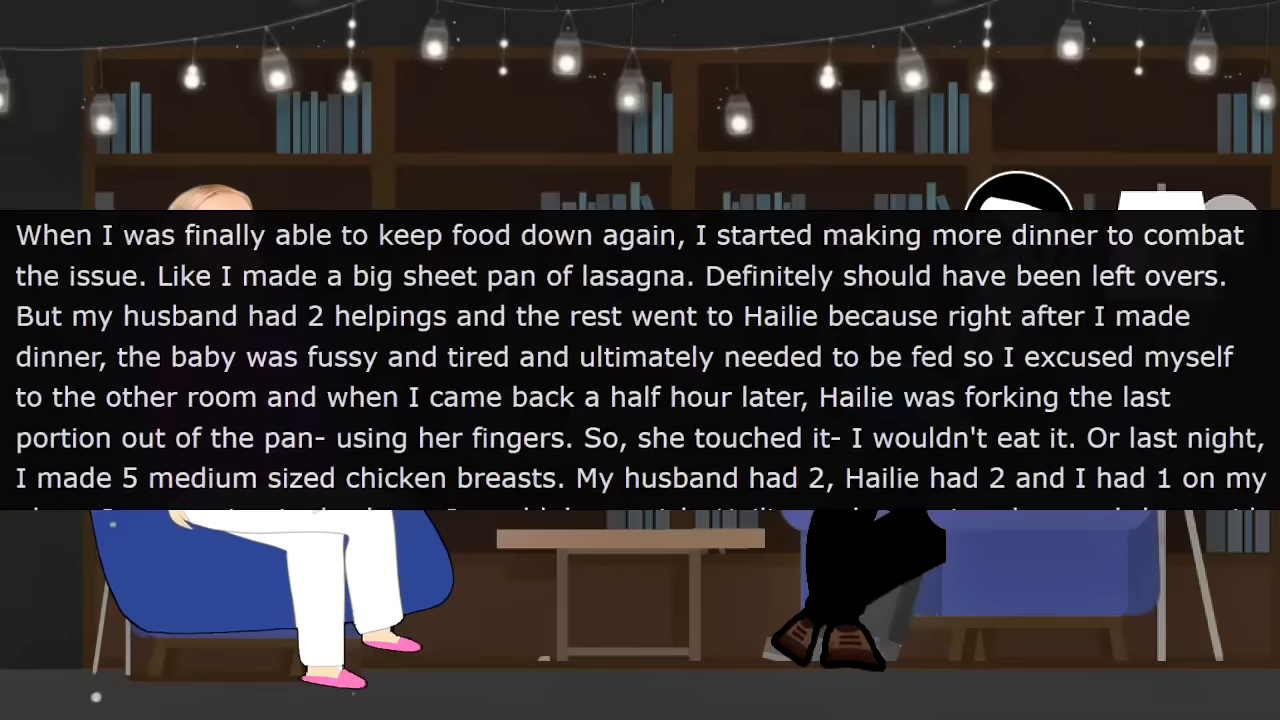 When I was finally able to keep food down again, I started making more dinner to combat
the issue. Like I made a big sheet pan of lasagna. Definitely should have been left overs.
But my husband had 2 helpings and the rest went to Hailie because right after I made
dinner, the baby was fussy and tired and ultimately needed to be fed so I excused myself
to the other room and when I came back a half hour later, Hailie was forking the last
portion out of the pan- using her fingers. So, she touched it- I wouldn't eat it. Or last night,
I made 5 medium sized chicken breasts. My husband had 2, Hailie had 2 and I had 1 on my